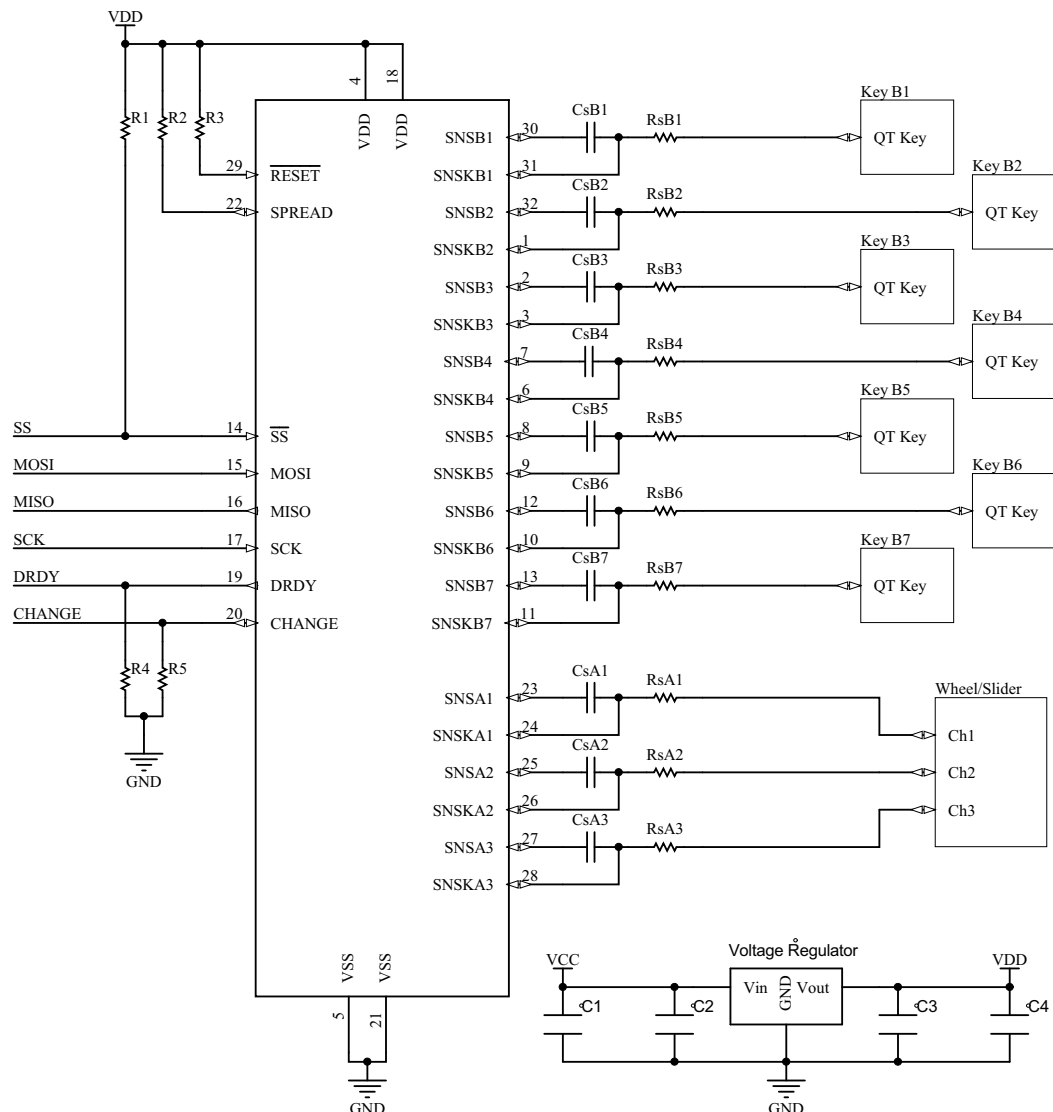 VDD
R1 R2 R3
4 18
VDD VDD
29 RESET
22 SPREAD
SS 14 SS
MOSI 15 MOSI
MISO 16 MISO
SCK 17 SCK
DRDY 19 DRDY
CHANGE 20 CHANGE
R4 R5
GND
SNSB1 30 CsB1 RsB1 Key B1 QT Key
SNSKB1 31
SNSB2 32 CsB2 RsB2 Key B2 QT Key
SNSKB2 1
SNSB3 2 CsB3 RsB3 Key B3 QT Key
SNSKB3 3
SNSB4 7 CsB4 RsB4 Key B4 QT Key
SNSKB4 6
SNSB5 8 CsB5 RsB5 Key B5 QT Key
SNSKB5 9
SNSB6 12 CsB6 RsB6 Key B6 QT Key
SNSKB6 10
SNSB7 13 CsB7 RsB7 Key B7 QT Key
SNSKB7 11
SNSA1 23 CsA1 RsA1 Wheel/Slider
SNSKA1 24 Ch1
SNSA2 25 CsA2 RsA2 Ch2
SNSKA2 26 Ch3
SNSA3 27 CsA3 RsA3
SNSKA3 28
VSS VSS
5 21
GND
Voltage Regulator
VCC VDD
Vin GND Vout
C1 C2 C3 C4
GND